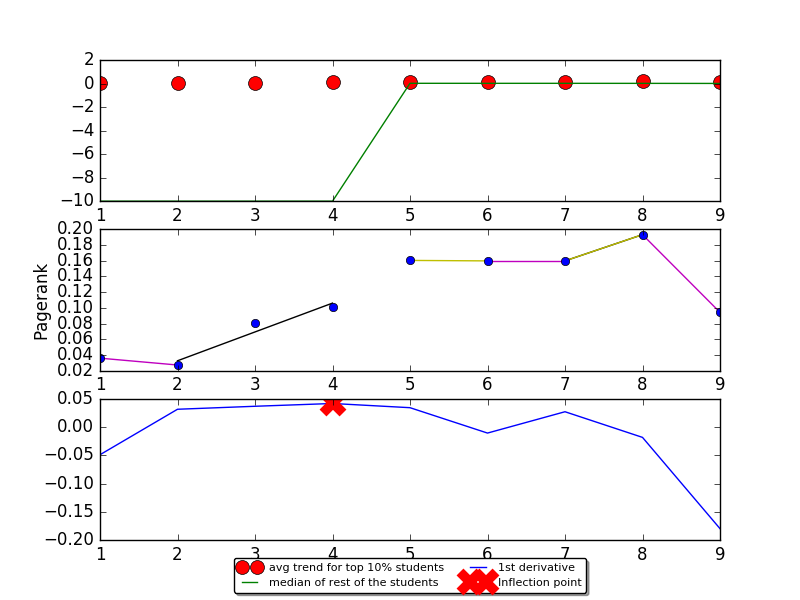 2
0
−2
−4
−6
−8
−10
1 2 3 4 5 6 7 8 9
0.20
0.18
0.16
0.14
0.12
0.10
0.08
0.06
0.04
0.02
Pagerank
1 2 3 4 5 6 7 8 9
0.05
0.00
−0.05
−0.10
−0.15
−0.20
1 2 3 4 5 6 7 8 9
avg trend for top 10% students
median of rest of the students
1st derivative
Inflection point